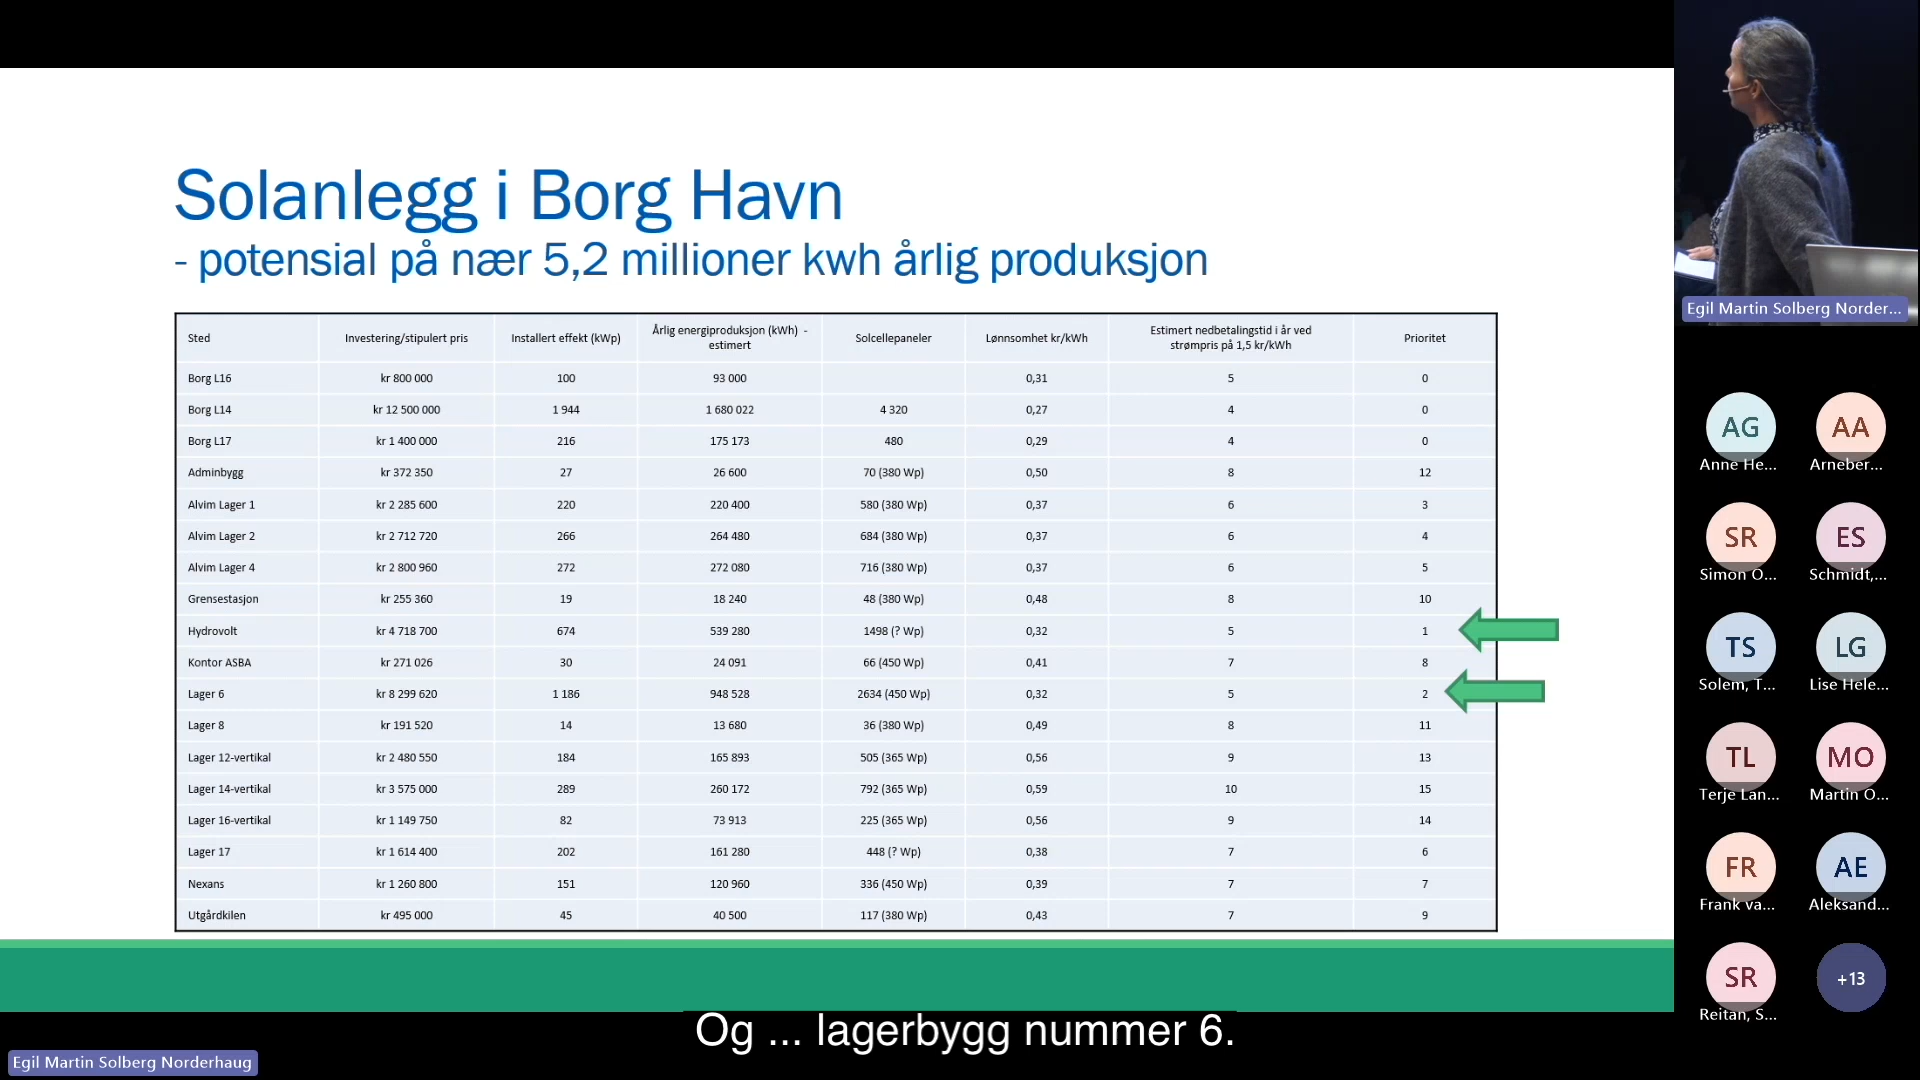 Solanlegg i Borg Havn
- potensial på nær 5,2 millioner kwh årlig produksjon
Sted Investering/stipulert pris Installert effekt (kWp) Årlig energiproduksjon (kWh) - estimert Solcellepaneler Lønnsomhet kr/kWh Estimert nedbetalingstid i år ved strømpris på 1,5 kr/kWh Prioritet
Borg L16 kr 800 000 100 93 000 0,31 5 0
Borg L14 kr 12 500 000 1 944 1 680 022 4 320 0,27 4 0
Borg L17 kr 1 400 000 216 175 173 480 0,29 4 0
Adminbygg kr 372 350 27 26 600 70 (380 Wp) 0,50 8 12
Alvim Lager 1 kr 2 285 600 220 220 400 580 (380 Wp) 0,37 6 3
Alvim Lager 2 kr 2 712 720 266 264 480 684 (380 Wp) 0,37 6 4
Alvim Lager 4 kr 2 800 960 272 272 080 716 (380 Wp) 0,37 6 5
Grensestasjon kr 255 360 19 18 240 48 (380 Wp) 0,48 8 10
Hydrovolt kr 4 718 700 674 539 280 1498 (? Wp) 0,32 5 1
Kontor ASBA kr 271 026 30 24 091 66 (450 Wp) 0,41 7 8
Lager 6 kr 8 299 620 1 186 948 528 2634 (450 Wp) 0,32 5 2
Lager 8 kr 191 520 14 13 680 36 (380 Wp) 0,49 8 11
Lager 12-vertikal kr 2 480 550 184 165 893 505 (365 Wp) 0,56 9 13
Lager 14-vertikal kr 3 575 000 289 260 172 792 (365 Wp) 0,59 10 15
Lager 16-vertikal kr 1 149 750 82 73 913 225 (365 Wp) 0,56 9 14
Lager 17 kr 1 614 400 202 161 280 448 (? Wp) 0,38 7 6
Nexans kr 1 260 800 151 120 960 336 (450 Wp) 0,39 7 7
Utgårdkilen kr 495 000 45 40 500 117 (380 Wp) 0,43 7 9
Og ... lagerbygg nummer 6.
Egil Martin Solberg Norderhaug
Egil Martin Solberg Norder...
AG AA
Anne He... Arneber...
SR ES
Simon O... Schmidt,...
TS LG
Solem, T... Lise Hele...
TL MO
Terje Lan... Martin O...
FR AE
Frank va... Aleksand...
SR +13
Reitan, S...